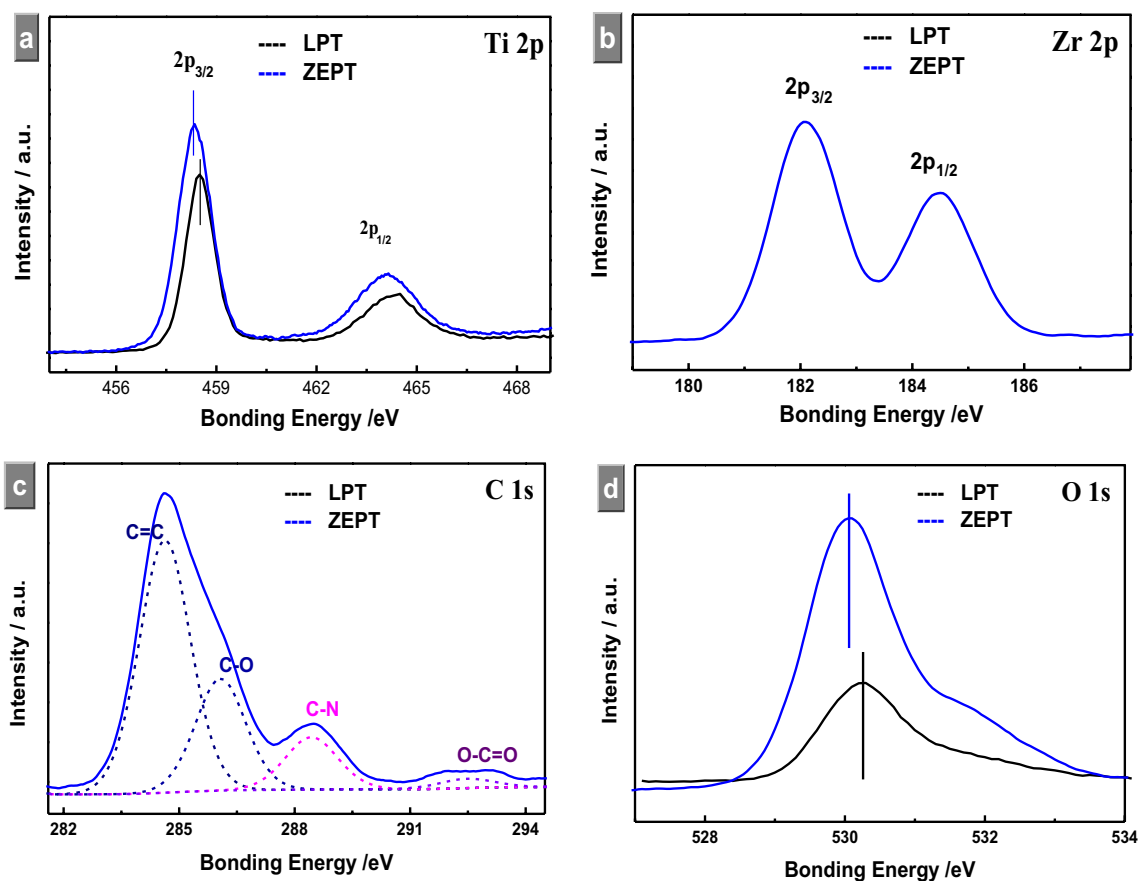 a
LPT
ZEPT
Ti 2p
2p3/2
2p1/2
Intensity / a.u.
456 459 462 465 468
Bonding Energy /eV
b
LPT
ZEPT
Zr 2p
2p3/2
2p1/2
Intensity / a.u.
180 182 184 186
Bonding Energy /eV
c
LPT
ZEPT
C 1s
C=C
C-O
C-N
O-C=O
Intensity / a.u.
282 285 288 291 294
Bonding Energy /eV
d
LPT
ZEPT
O 1s
Intensity / a.u.
528 530 532 534
Bonding Energy /eV